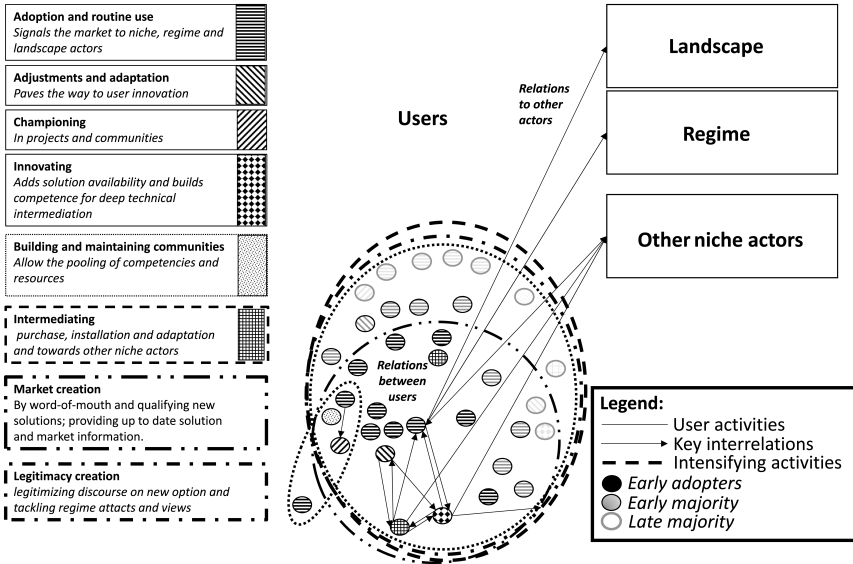 Adoption and routine use
Signals the market to niche, regime and
landscape actors
Adjustments and adaptation
Paves the way to user innovation
Championing
In projects and communities
Innovating
Adds solution availability and builds
competence for deep technical
intermediation
Building and maintaining communities
Allow the pooling of competencies and
resources
Intermediating
purchase, installation and adaptation
and towards other niche actors
Market creation
By word-of-mouth and qualifying new
solutions; providing up to date solution
and market information.
Legitimacy creation
legitimizing discourse on new option and
tackling regime attacts and views
Users
Relations
to other
actors
Relations
between
users
Landscape
Regime
Other niche actors
Legend:
User activities
Key interrelations
Intensifying activities
Early adopters
Early majority
Late majority